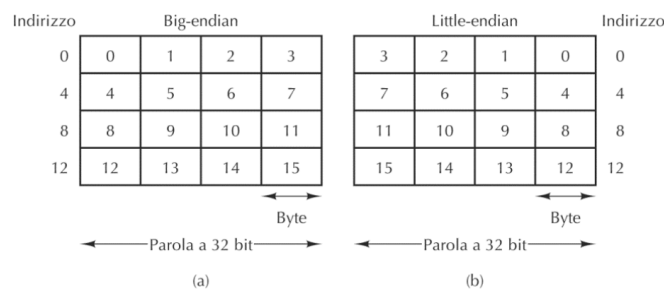 Indirizzo Big-endian Little-endian Indirizzo
0 0 1 2 3 3 2 1 0 0
4 4 5 6 7 7 6 5 4 4
8 8 9 10 11 11 10 9 8 8
12 12 13 14 15 15 14 13 12 12
Byte Byte
Parola a 32 bit Parola a 32 bit
(a) (b)